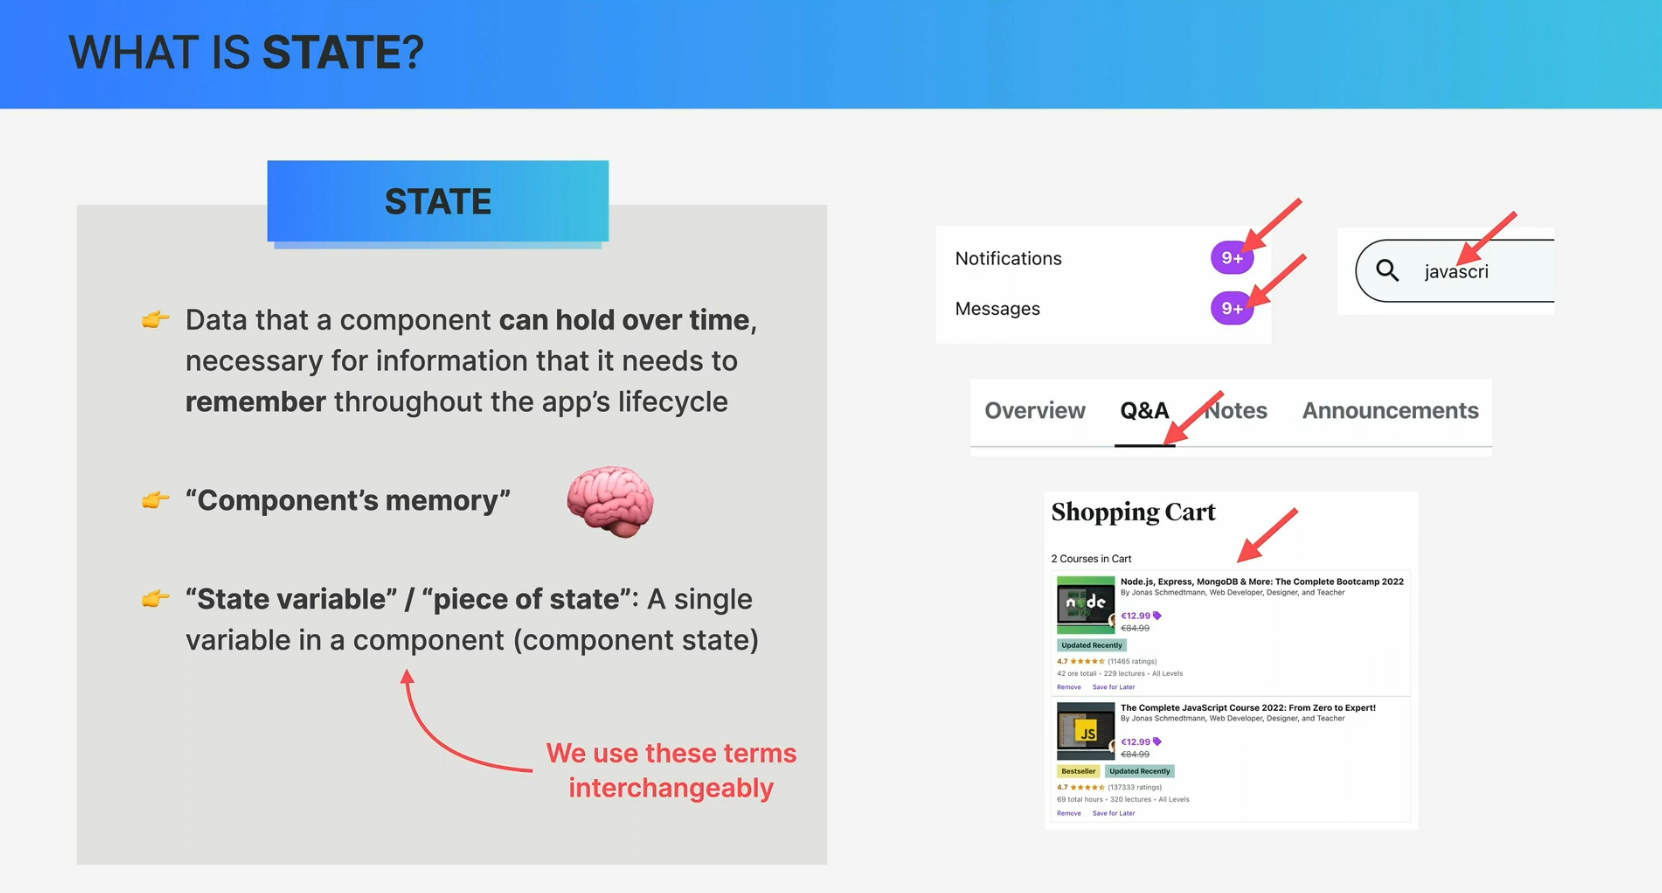 WHAT IS STATE?
STATE
Data that a component can hold over time,
necessary for information that it needs to
remember throughout the app’s lifecycle
“Component’s memory”
“State variable” / “piece of state”: A single
variable in a component (component state)
We use these terms
interchangeably
Notifications 9+
Messages 9+
javascri
Overview Q&A Notes Announcements
Shopping Cart
2 Courses in Cart
Node.js, Express, MongoDB & More: The Complete Bootcamp 2022
By Jonas Schmedtmann, Web Developer, Designer, and Teacher
node
€12.99
€84.99
Updated Recently
4.7 (11465 ratings)
42 ore totali - 229 lectures - All Levels
Remove Save for Later
The Complete JavaScript Course 2022: From Zero to Expert!
By Jonas Schmedtmann, Web Developer, Designer, and Teacher
JS
€12.99
€84.99
Bestseller Updated Recently
4.7 (137333 ratings)
69 total hours - 320 lectures - All Levels
Remove Save for Later